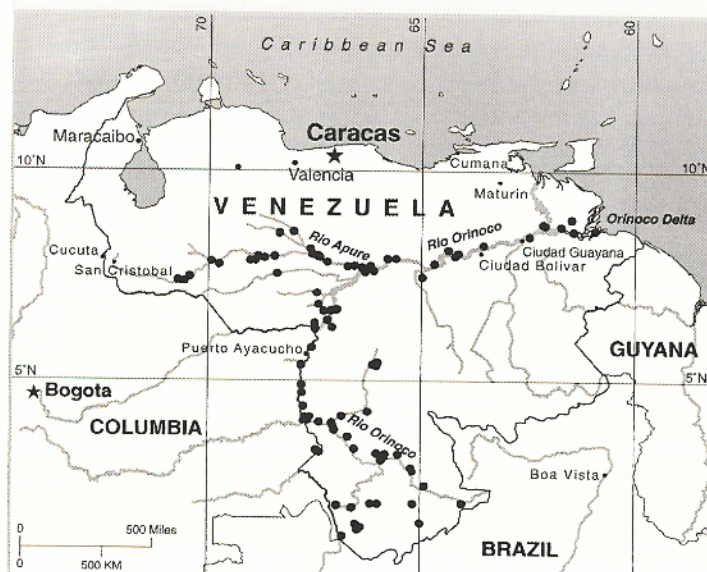 70
65
60
Caribbean Sea
Maracaibo
Caracas
Cumana
10°N
10°N
Valencia
Maturin
VENEZUELA
Orinoco Delta
Rio Apure
Rio Orinoco
Cucuta
San Cristobal
Ciudad Guayana
Ciudad Bolivar
Puerto Ayacucho
GUYANA
5°N
5°N
Bogota
COLUMBIA
Rio Orinoco
Boa Vista
0 500 Miles
0 500 KM
BRAZIL